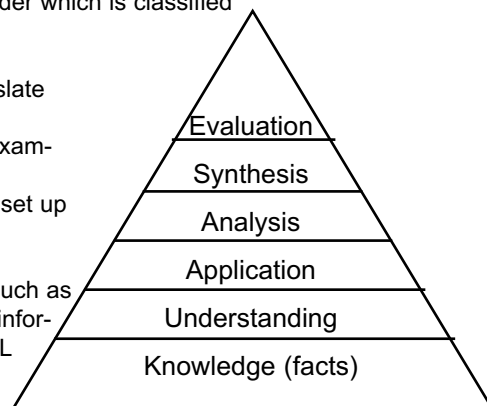 der which is classified
slate
xam-
set up
uch as
infor-
L
Evaluation
Synthesis
Analysis
Application
Understanding
Knowledge (facts)